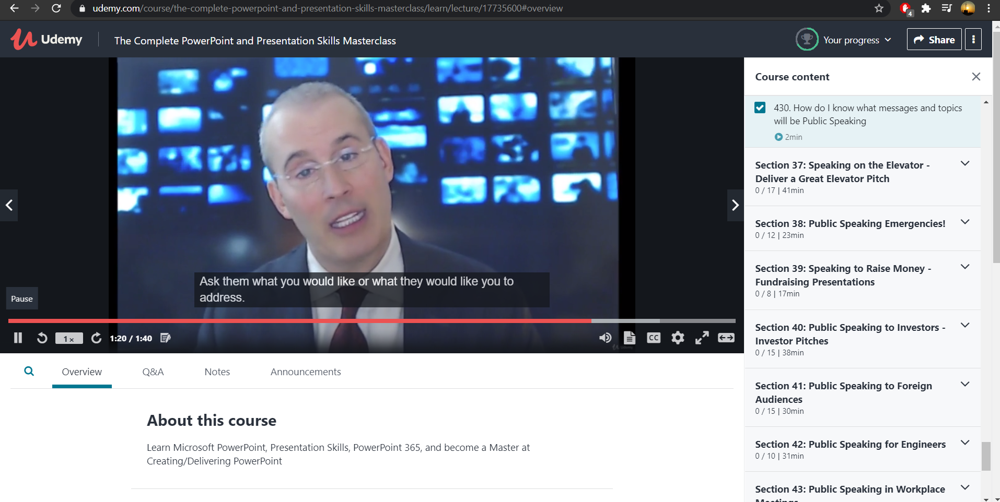 udemy.com/course/the-complete-powerpoint-and-presentation-skills-masterclass/learn/lecture/17735600#overview
4
Udemy
The Complete PowerPoint and Presentation Skills Masterclass
Your progress
Share
Ask them what you would like or what they would like you to
address.
Pause
1x
1:20 / 1:40
CC
Udemy
Overview
Q&A
Notes
Announcements
About this course
Learn Microsoft PowerPoint, Presentation Skills, PowerPoint 365, and become a Master at
Creating/Delivering PowerPoint
Course content
430. How do I know what messages and topics
will be Public Speaking
2min
Section 37: Speaking on the Elevator -
Deliver a Great Elevator Pitch
0 / 17 | 41min
Section 38: Public Speaking Emergencies!
0 / 12 | 23min
Section 39: Speaking to Raise Money -
Fundraising Presentations
0 / 8 | 17min
Section 40: Public Speaking to Investors -
Investor Pitches
0 / 15 | 38min
Section 41: Public Speaking to Foreign
Audiences
0 / 15 | 30min
Section 42: Public Speaking for Engineers
0 / 10 | 31min
Section 43: Public Speaking in Workplace
Meetings